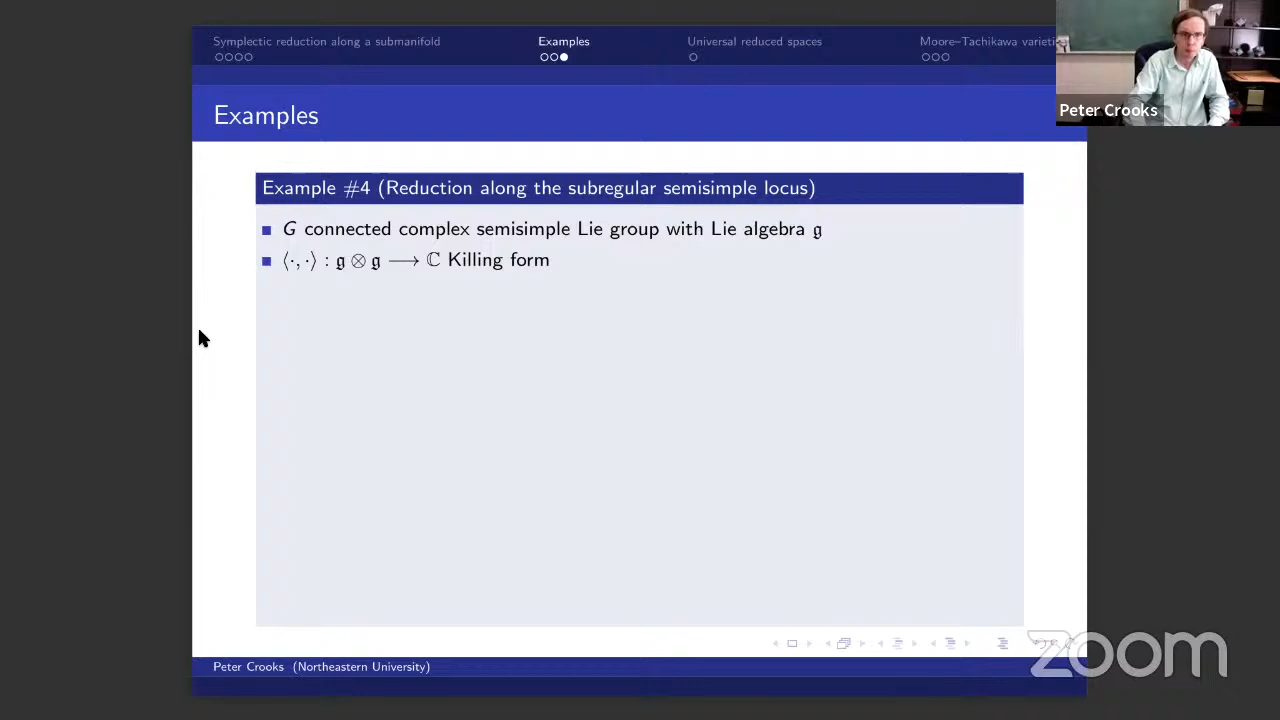 Symplectic reduction along a submanifold
Examples
Universal reduced spaces
Moore–Tachikawa
Peter Crooks
Examples
Example #4 (Reduction along the subregular semisimple locus)
G connected complex semisimple Lie group with Lie algebra 𝔤
⟨·, ·⟩ : 𝔤 ⊗ 𝔤 ⟶ ℂ Killing form
Peter Crooks (Northeastern University)
zoom